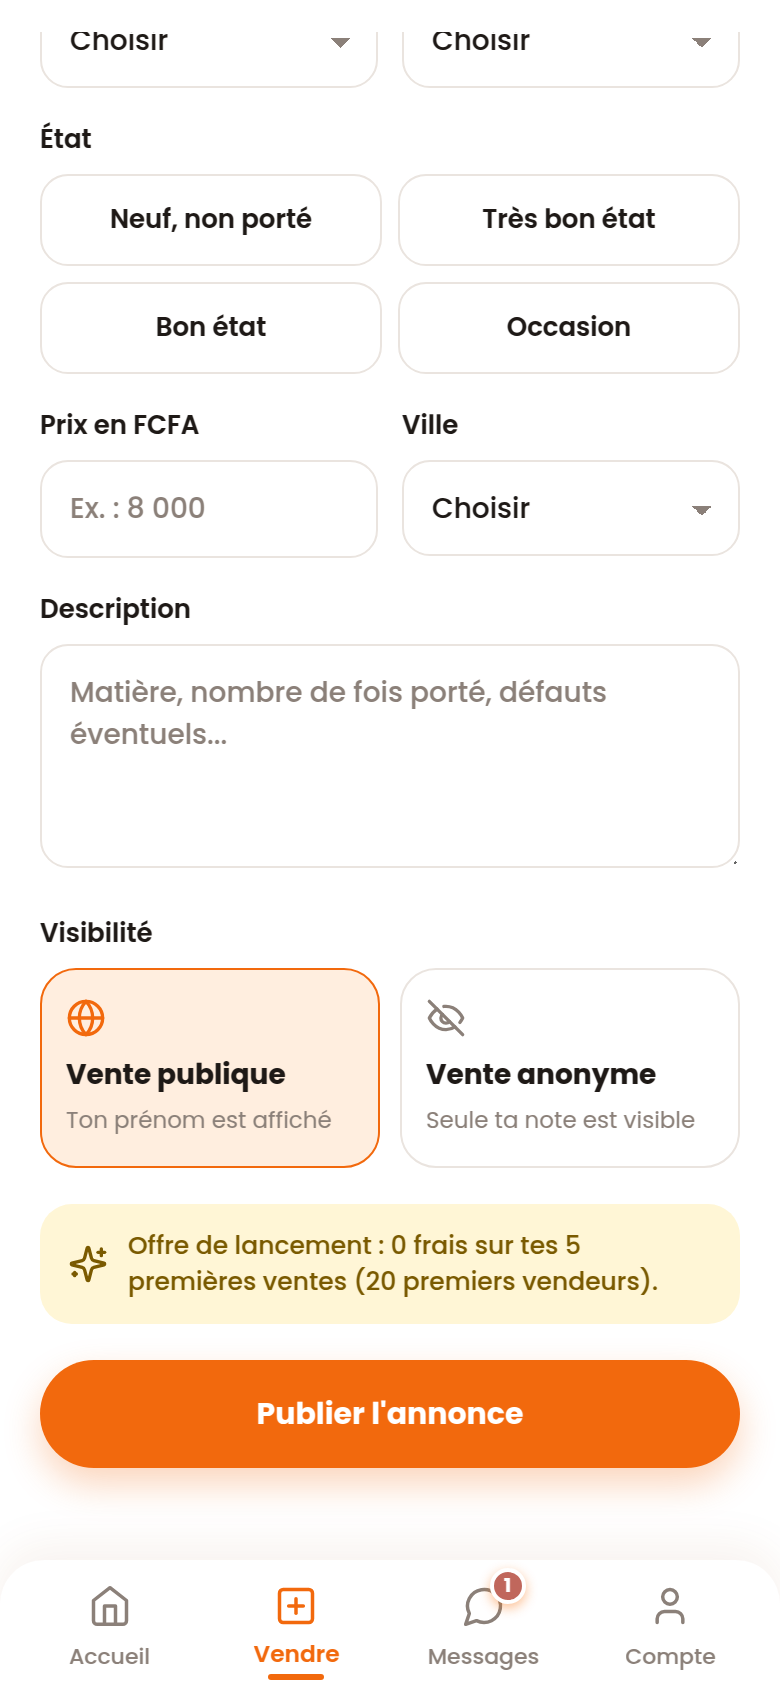 Choisir
Choisir
État
Neuf, non porté
Très bon état
Bon état
Occasion
Prix en FCFA
Ville
Ex. : 8 000
Choisir
Description
Matière, nombre de fois porté, défauts
éventuels...
Visibilité
Vente publique
Ton prénom est affiché
Vente anonyme
Seule ta note est visible
Offre de lancement : 0 frais sur tes 5
premières ventes (20 premiers vendeurs).
Publier l'annonce
1
Accueil
Vendre
Messages
Compte